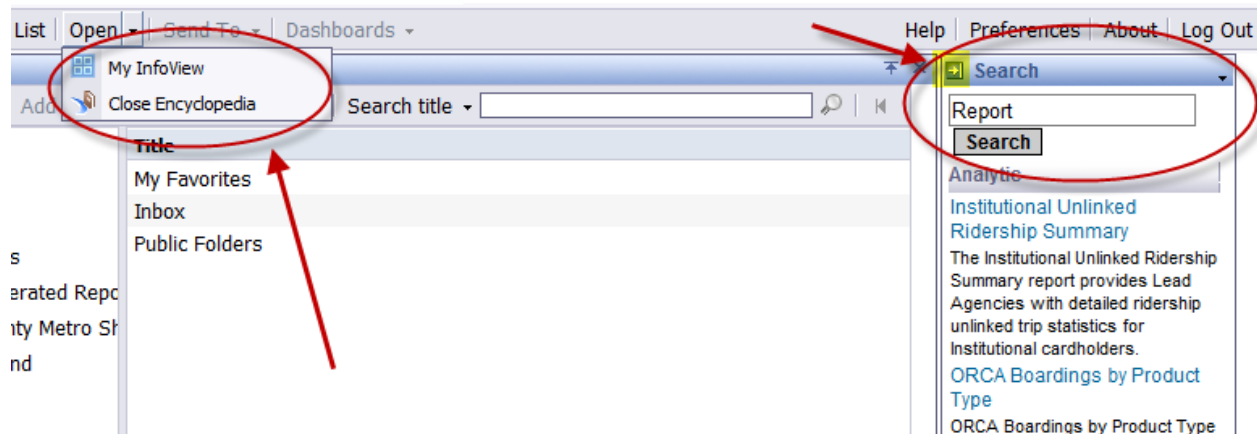 List Open Send To Dashboards Help Preferences About Log Out
My InfoView
Close Encyclopedia
Add
Search title
Title
My Favorites
Inbox
Public Folders
s
erated Repo
nty Metro Sh
nd
Search
Report
Search
Analytic
Institutional Unlinked
Ridership Summary
The Institutional Unlinked Ridership
Summary report provides Lead
Agencies with detailed ridership
unlinked trip statistics for
Institutional cardholders.
ORCA Boardings by Product
Type
ORCA Boardings by Product Type